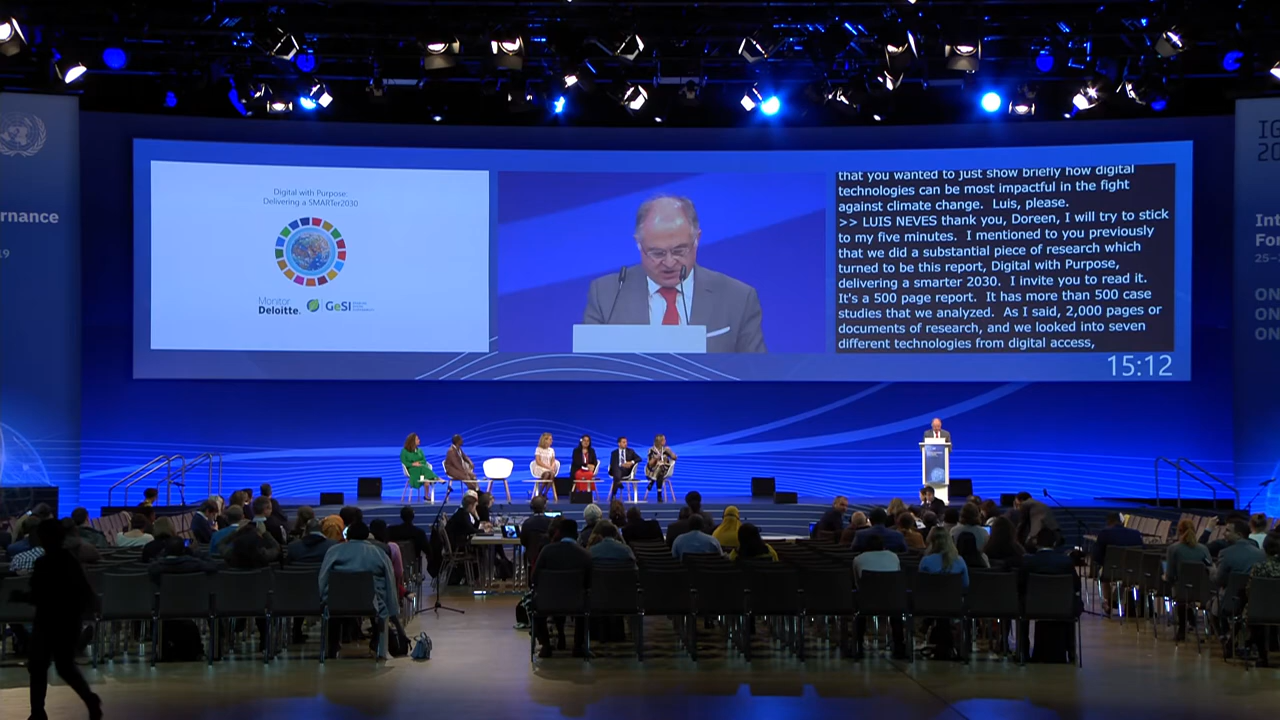 rnance
19
Digital with Purpose:
Delivering a SMARTer2030
Monitor
Deloitte.
GeSI
that you wanted to just show briefly how digital
technologies can be most impactful in the fight
against climate change.  Luis, please.
>> LUIS NEVES thank you, Doreen, I will try to stick
to my five minutes.  I mentioned to you previously
that we did a substantial piece of research which
turned to be this report, Digital with Purpose,
delivering a smarter 2030.  I invite you to read it.
It's a 500 page report.  It has more than 500 case
studies that we analyzed.  As I said, 2,000 pages or
documents of research, and we looked into seven
different technologies from digital access,
15:12
IG
20
Int
Fo
25–
ON
ON
ON